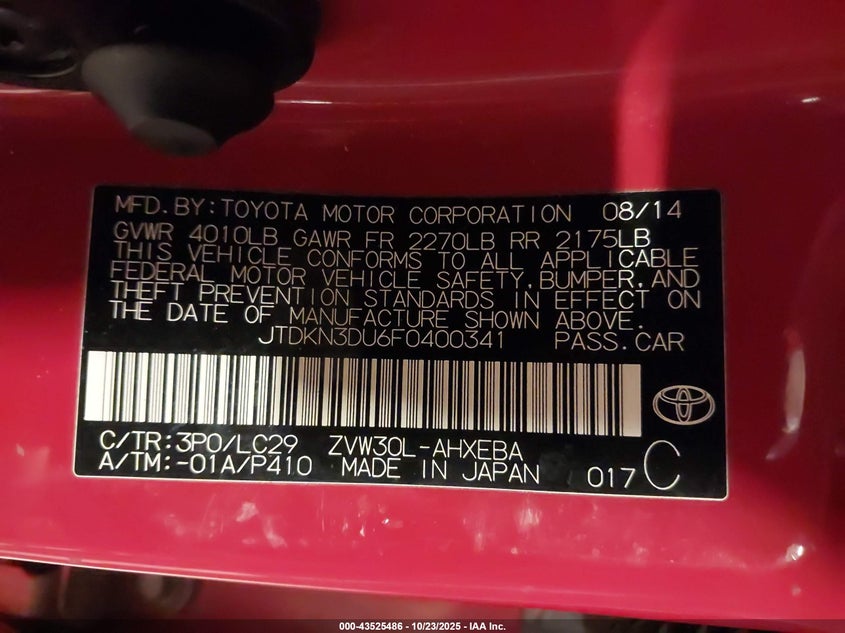 MFD.BY:TOYOTA MOTOR CORPORATION 08/14
GVWR 4010LB GAWR FR 2270LB RR 2175LB
THIS VEHICLE CONFORMS TO ALL APPLICABLE
FEDERAL MOTOR VEHICLE SAFETY,BUMPER,AND
THEFT PREVENTION STANDARDS IN EFFECT ON
THE DATE OF MANUFACTURE SHOWN ABOVE.
JTDKN3DU6F0400341 PASS.CAR
C/TR:3P0/LC29 ZVW30L-AHXEBA
A/TM:-01A/P410 MADE IN JAPAN 017 C
000-43525486 - 10/23/2025 - IAA Inc.